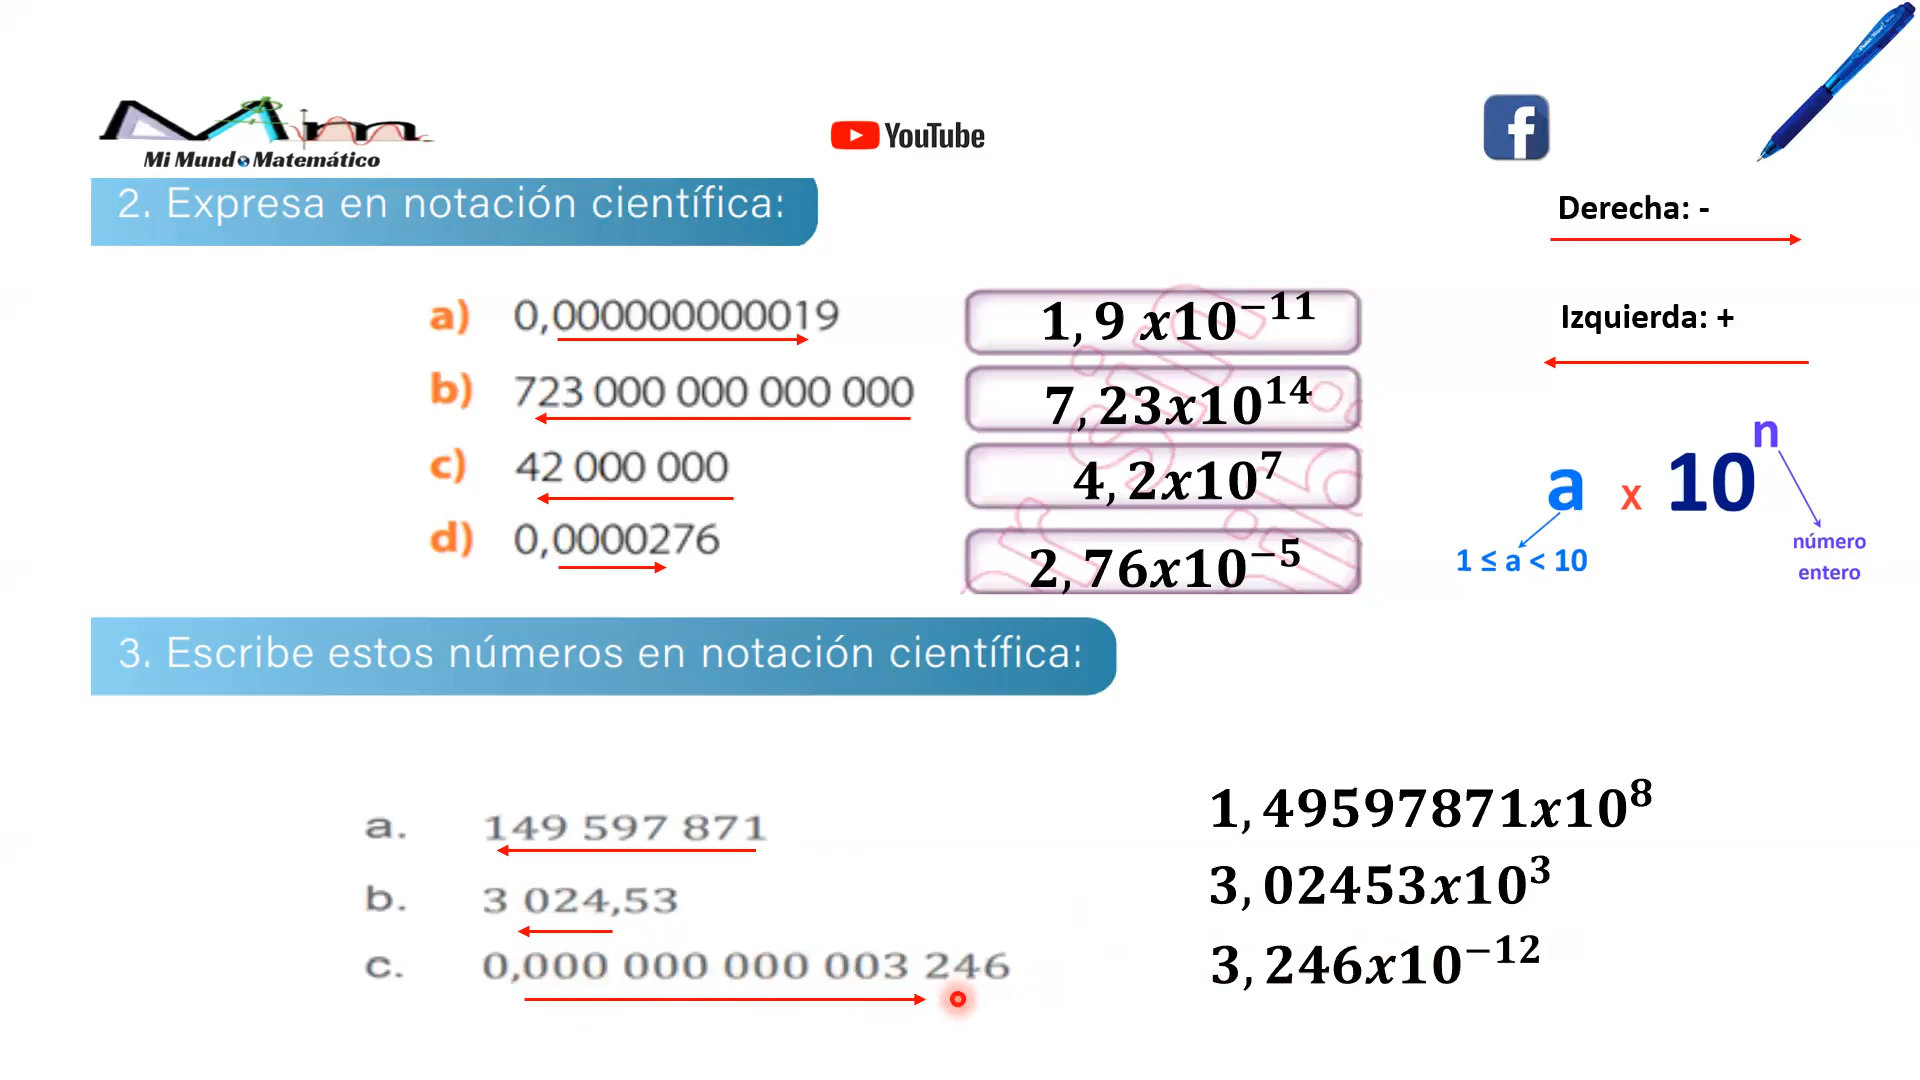 Mi Mundo Matemático
YouTube
Derecha: -
Izquierda: +
2. Expresa en notación científica:
a) 0,000000000019 1,9 x10⁻¹¹
b) 723 000 000 000 000 7,23x10¹⁴
c) 42 000 000 4,2x10⁷
d) 0,0000276 2,76x10⁻⁵
a x 10ⁿ
1 ≤ a < 10
número
entero
3. Escribe estos números en notación científica:
a. 149 597 871 1,49597871x10⁸
b. 3 024,53 3,02453x10³
c. 0,000 000 000 003 246 3,246x10⁻¹²